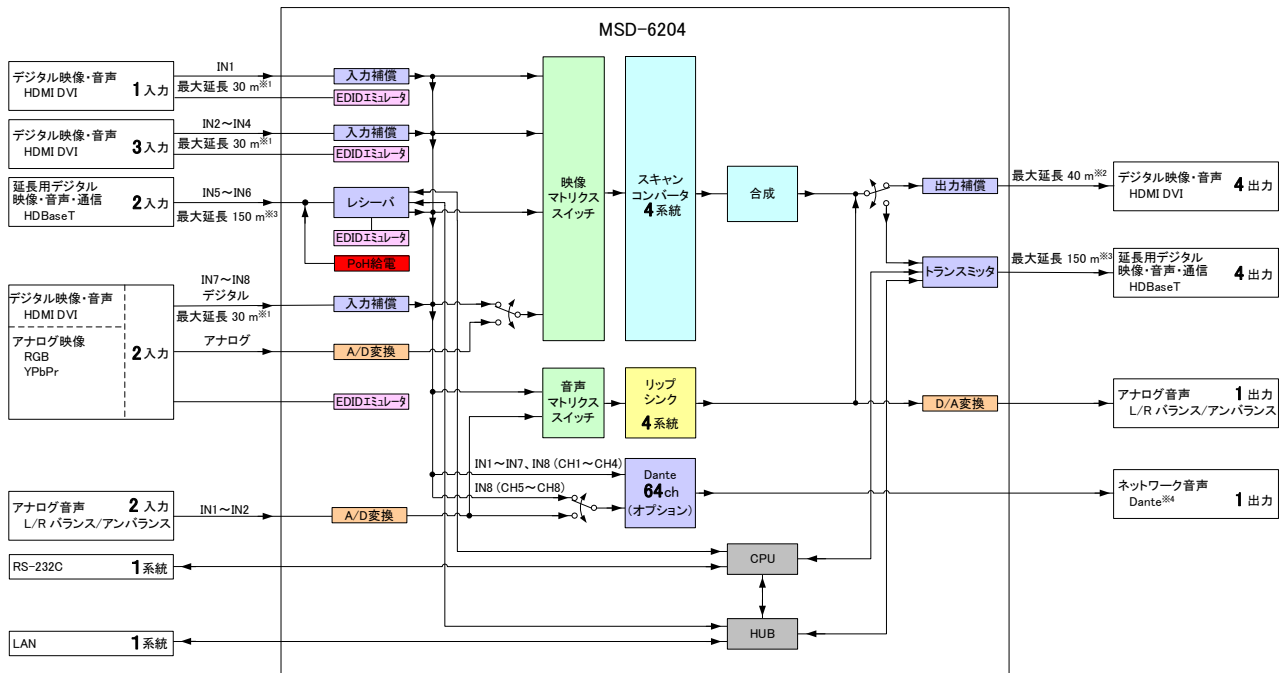 MSD-6204
デジタル映像・音声
HDMI DVI
1入力
IN1
最大延長 30 m※1
入力補償
EDIDエミュレータ
デジタル映像・音声
HDMI DVI
3入力
IN2～IN4
最大延長 30 m※1
入力補償
EDIDエミュレータ
延長用デジタル
映像・音声・通信
HDBaseT
2入力
IN5～IN6
最大延長 150 m※3
レシーバ
EDIDエミュレータ
PoH給電
デジタル映像・音声
HDMI DVI
アナログ映像
RGB
YPbPr
2入力
IN7～IN8
デジタル
最大延長 30 m※1
アナログ
入力補償
A/D変換
EDIDエミュレータ
映像
マトリクス
スイッチ
スキャン
コンバータ
4系統
合成
出力補償
トランスミッタ
最大延長 40 m※2
デジタル映像・音声
HDMI DVI
4出力
最大延長 150 m※3
延長用デジタル
映像・音声・通信
HDBaseT
4出力
音声
マトリクス
スイッチ
リップ
シンク
4系統
D/A変換
アナログ音声
L/R バランス/アンバランス
1出力
IN1～IN7、IN8 (CH1～CH4)
IN8 (CH5～CH8)
Dante
64ch
(オプション)
ネットワーク音声
Dante※4
1出力
アナログ音声
L/R バランス/アンバランス
2入力
IN1～IN2
A/D変換
RS-232C
1系統
CPU
LAN
1系統
HUB